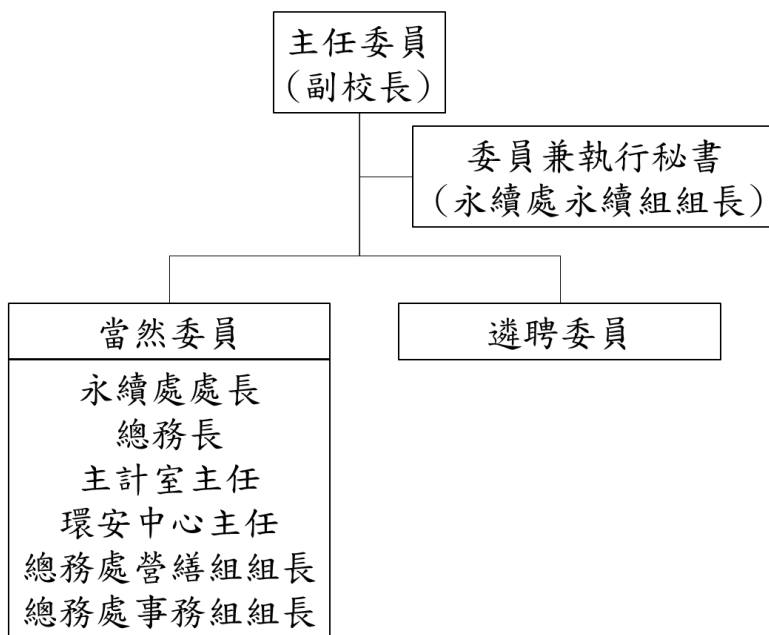 主任委員
(副校長)
委員兼執行秘書
(永續處永續組組長)
當然委員
遴聘委員
永續處處長
總務長
主計室主任
環安中心主任
總務處營繕組組長
總務處事務組組長